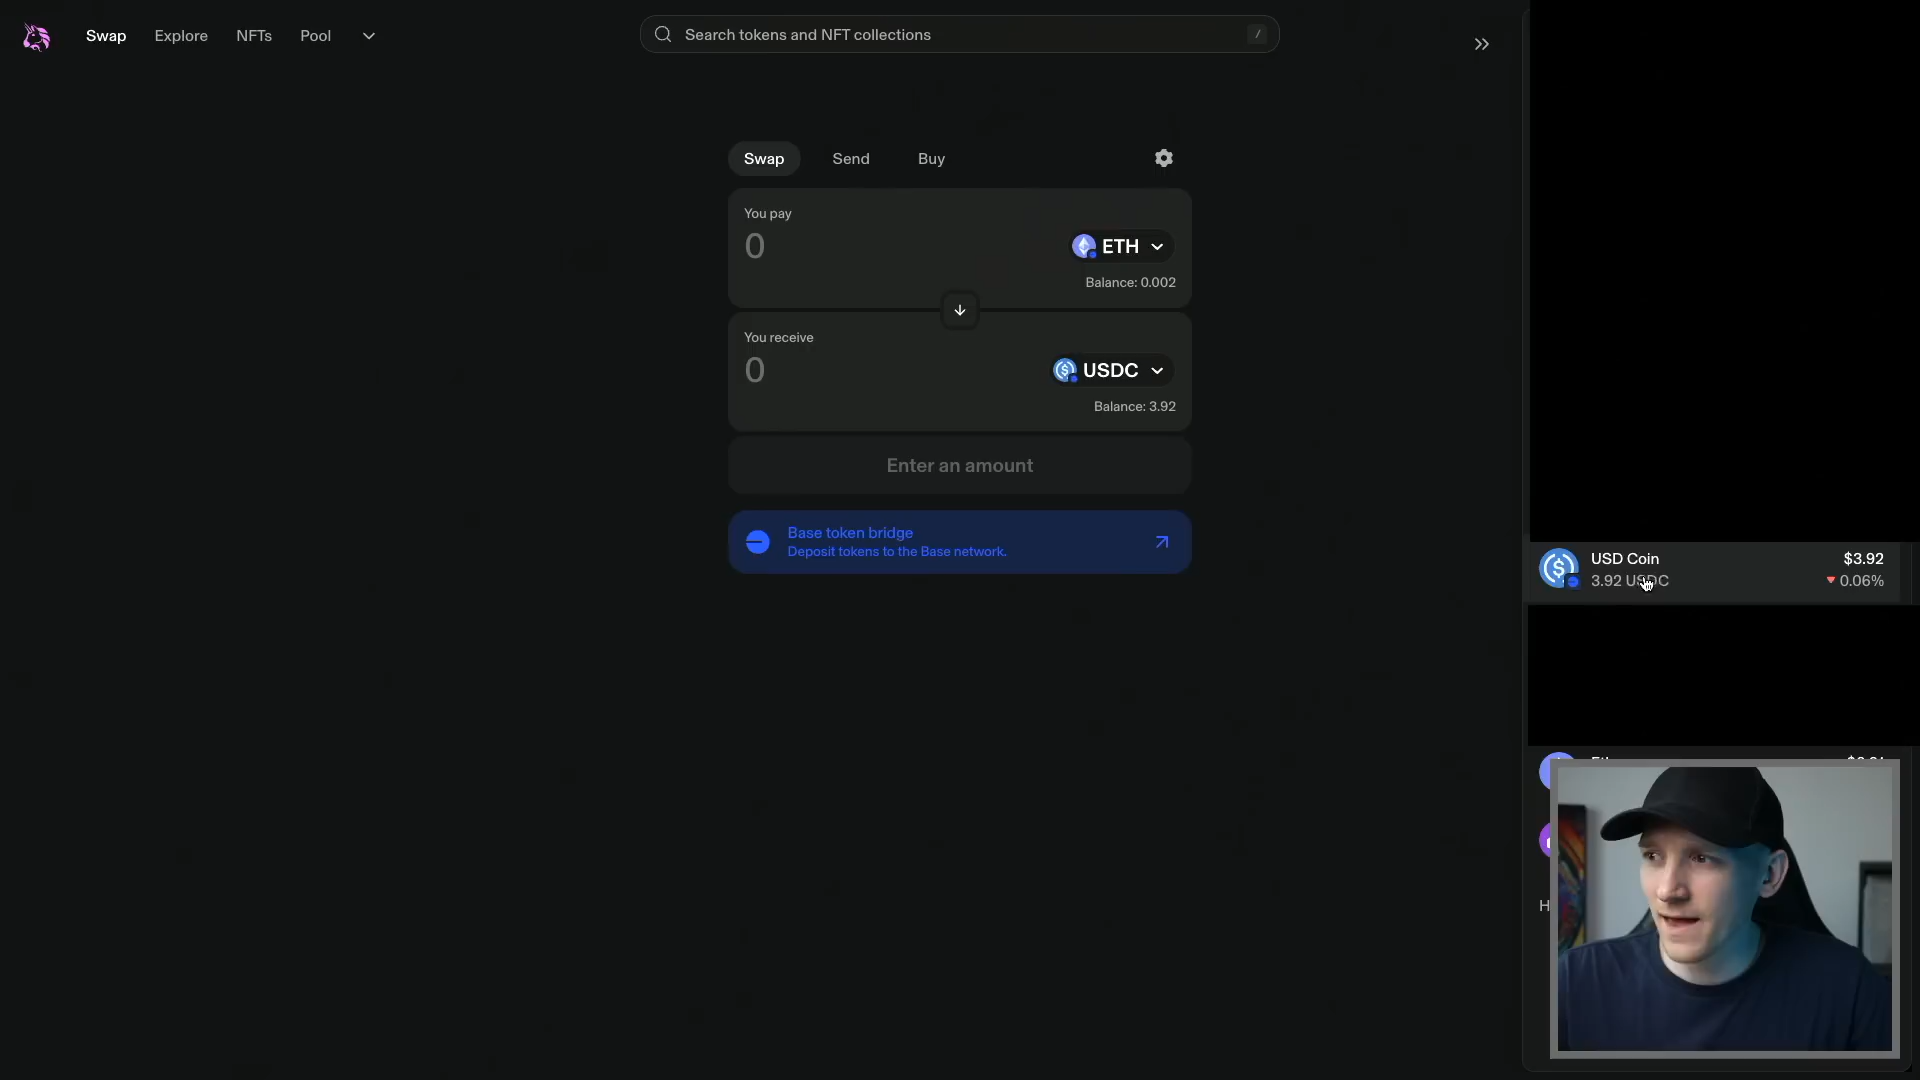 Swap
Explore
NFTs
Pool
Search tokens and NFT collections
/
Swap
Send
Buy
You pay
0
ETH
Balance: 0.002
You receive
0
USDC
Balance: 3.92
Enter an amount
Base token bridge
Deposit tokens to the Base network.
USD Coin
$3.92
3.92 USDC
0.06%